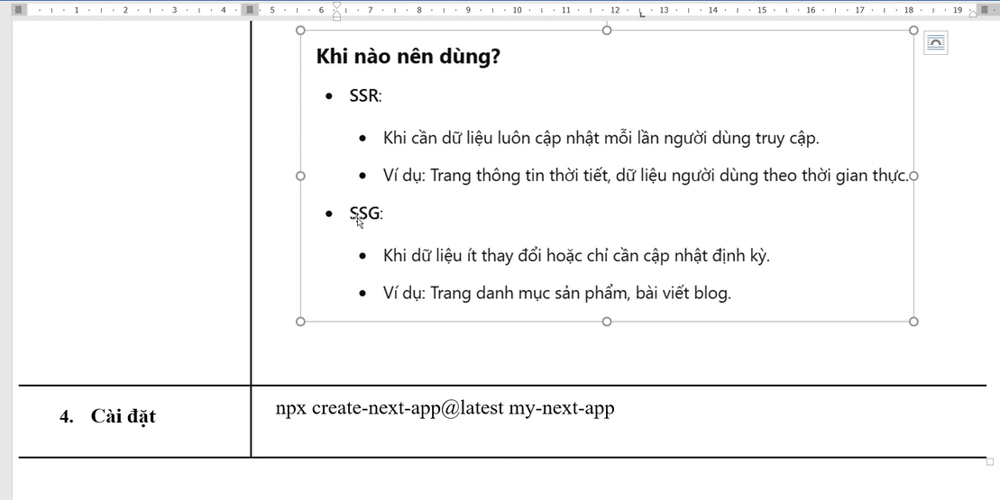 1 2 3 4 5 6 7 8 9 10 11 12 13 14 15 16 17 18 19
Khi nào nên dùng?
• SSR:
• Khi cần dữ liệu luôn cập nhật mỗi lần người dùng truy cập.
• Ví dụ: Trang thông tin thời tiết, dữ liệu người dùng theo thời gian thực.
• SSG:
• Khi dữ liệu ít thay đổi hoặc chỉ cần cập nhật định kỳ.
• Ví dụ: Trang danh mục sản phẩm, bài viết blog.
4. Cài đặt
npx create-next-app@latest my-next-app